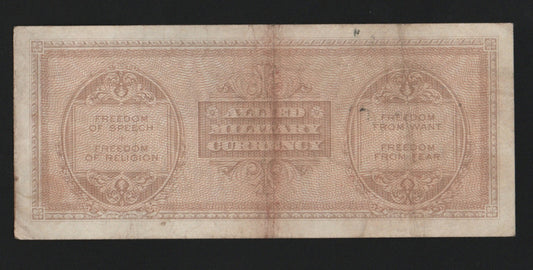 FREEDOM
OF SPEECH
FREEDOM
OF RELIGION
ALLIED
MILITARY
CURRENCY
FREEDOM
FROM WANT
FREEDOM
FROM FEAR